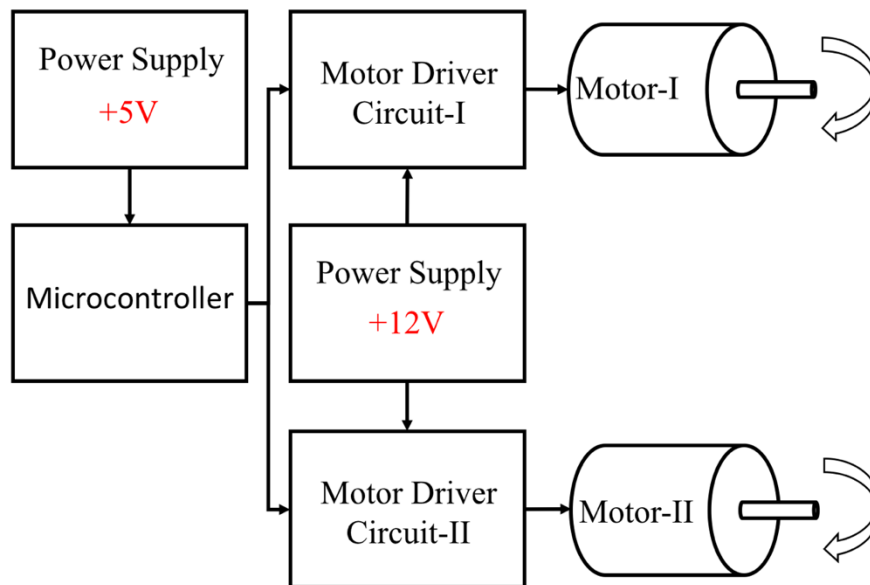 Power Supply
+5V
Motor Driver
Circuit-I
Motor-I
Microcontroller
Power Supply
+12V
Motor Driver
Circuit-II
Motor-II